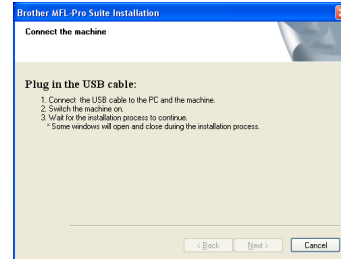 Brother MFL-Pro Suite Installation
Connect the machine
Plug in the USB cable:
1. Connect the USB cable to the PC and the machine.
2. Switch the machine on.
3. Wait for the installation process to continue.
* Some windows will open and close during the installation process.
< Back
Next >
Cancel